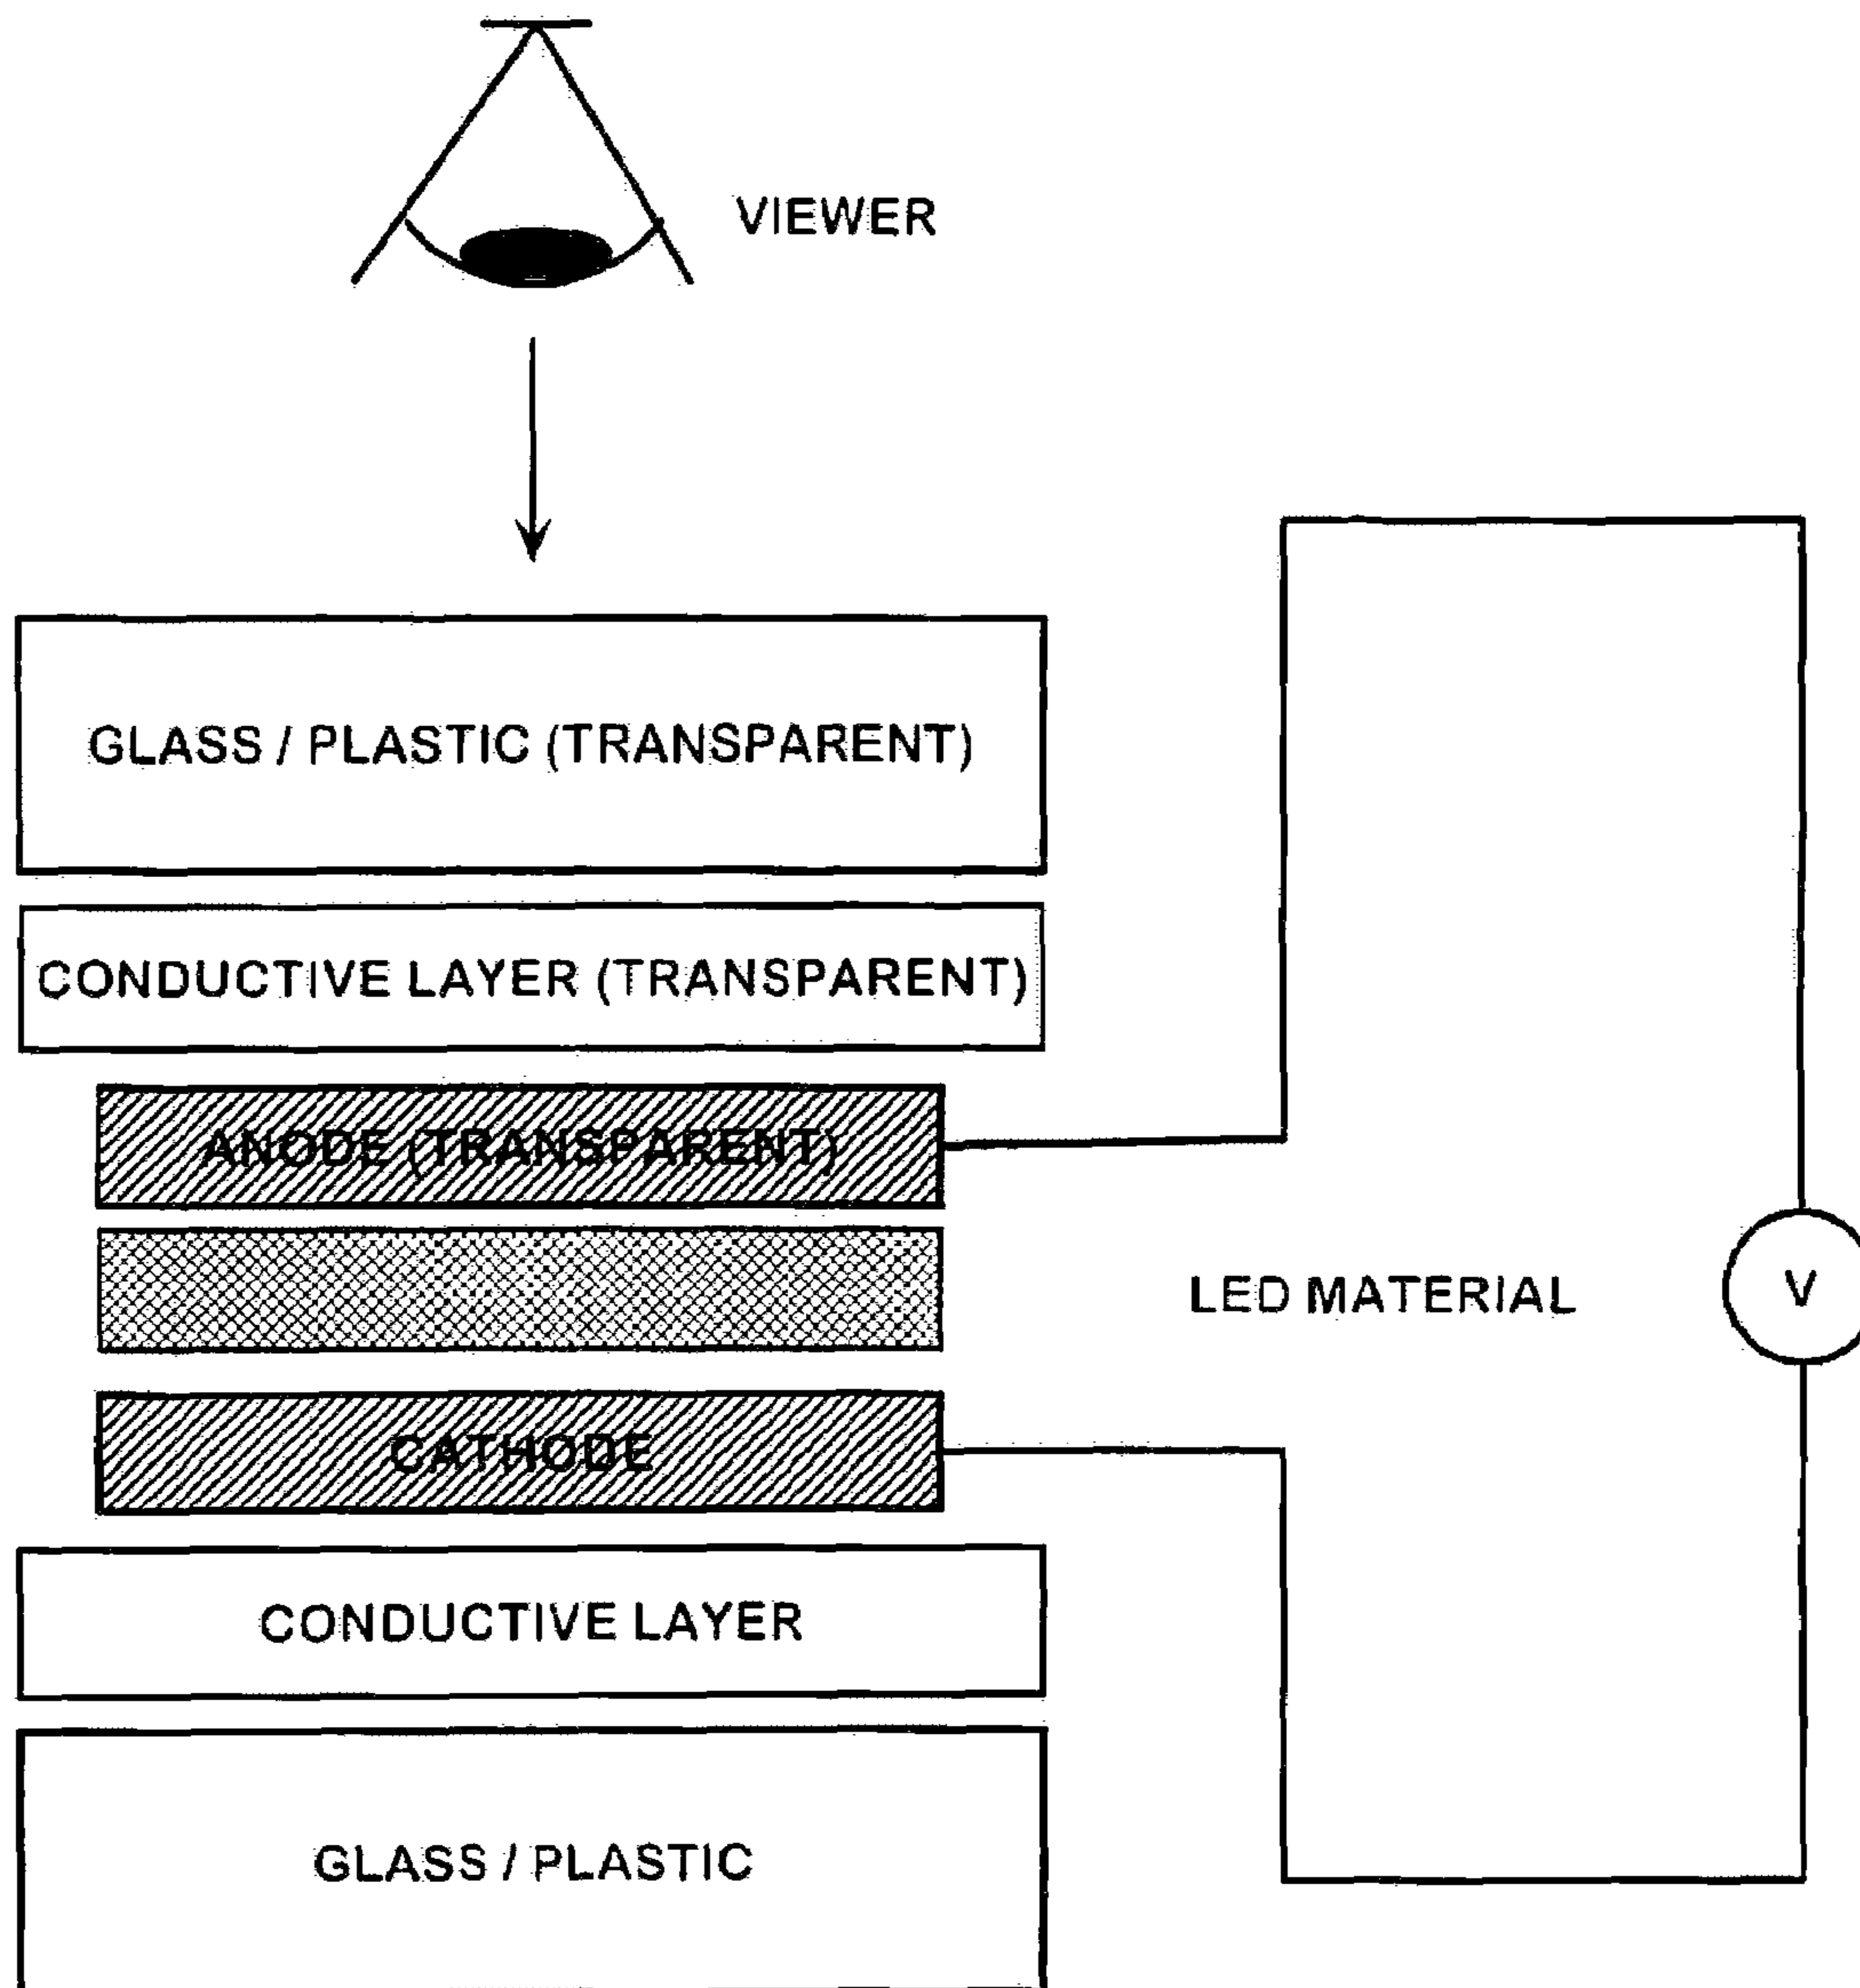 VIEWER
GLASS / PLASTIC (TRANSPARENT)
CONDUCTIVE LAYER (TRANSPARENT)
ANODE (TRANSPARENT)
LED MATERIAL
V
CATHODE
CONDUCTIVE LAYER
GLASS / PLASTIC